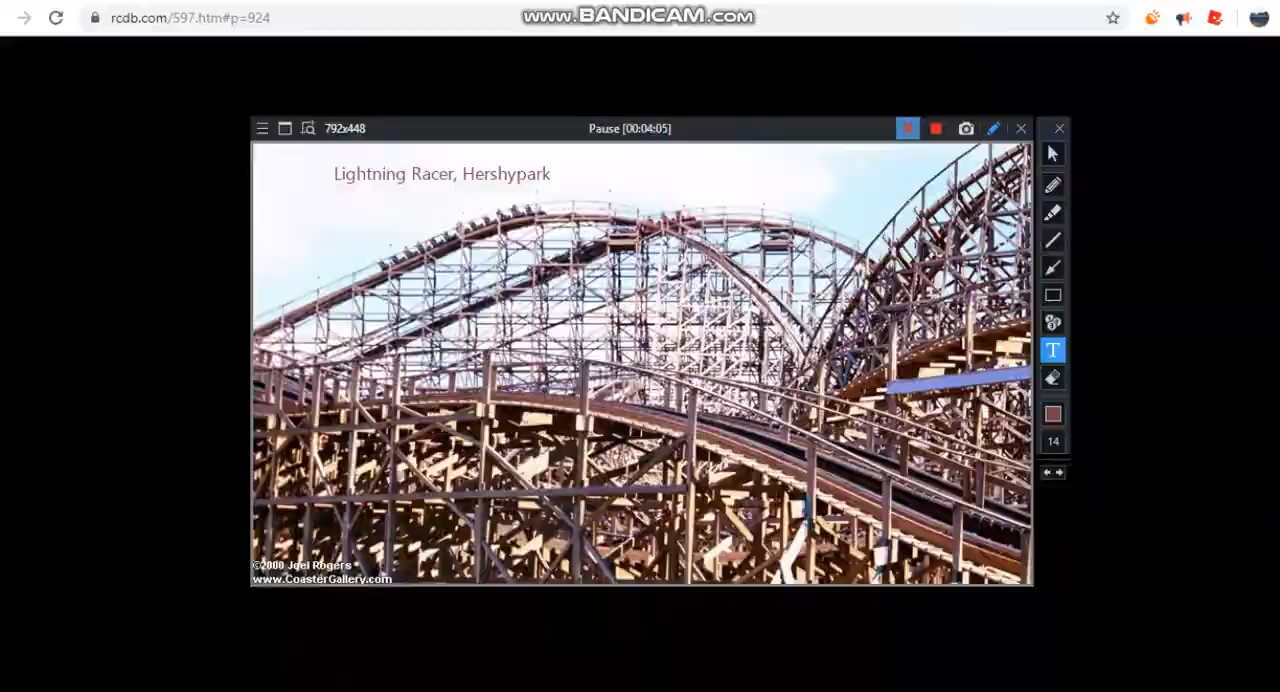 rcdb.com/597.htm#p=924
www.BANDICAM.com
792x448
Pause [00:04:05]
Lightning Racer, Hershypark
T
14
©2000 Joel Rogers
www.CoasterGallery.com